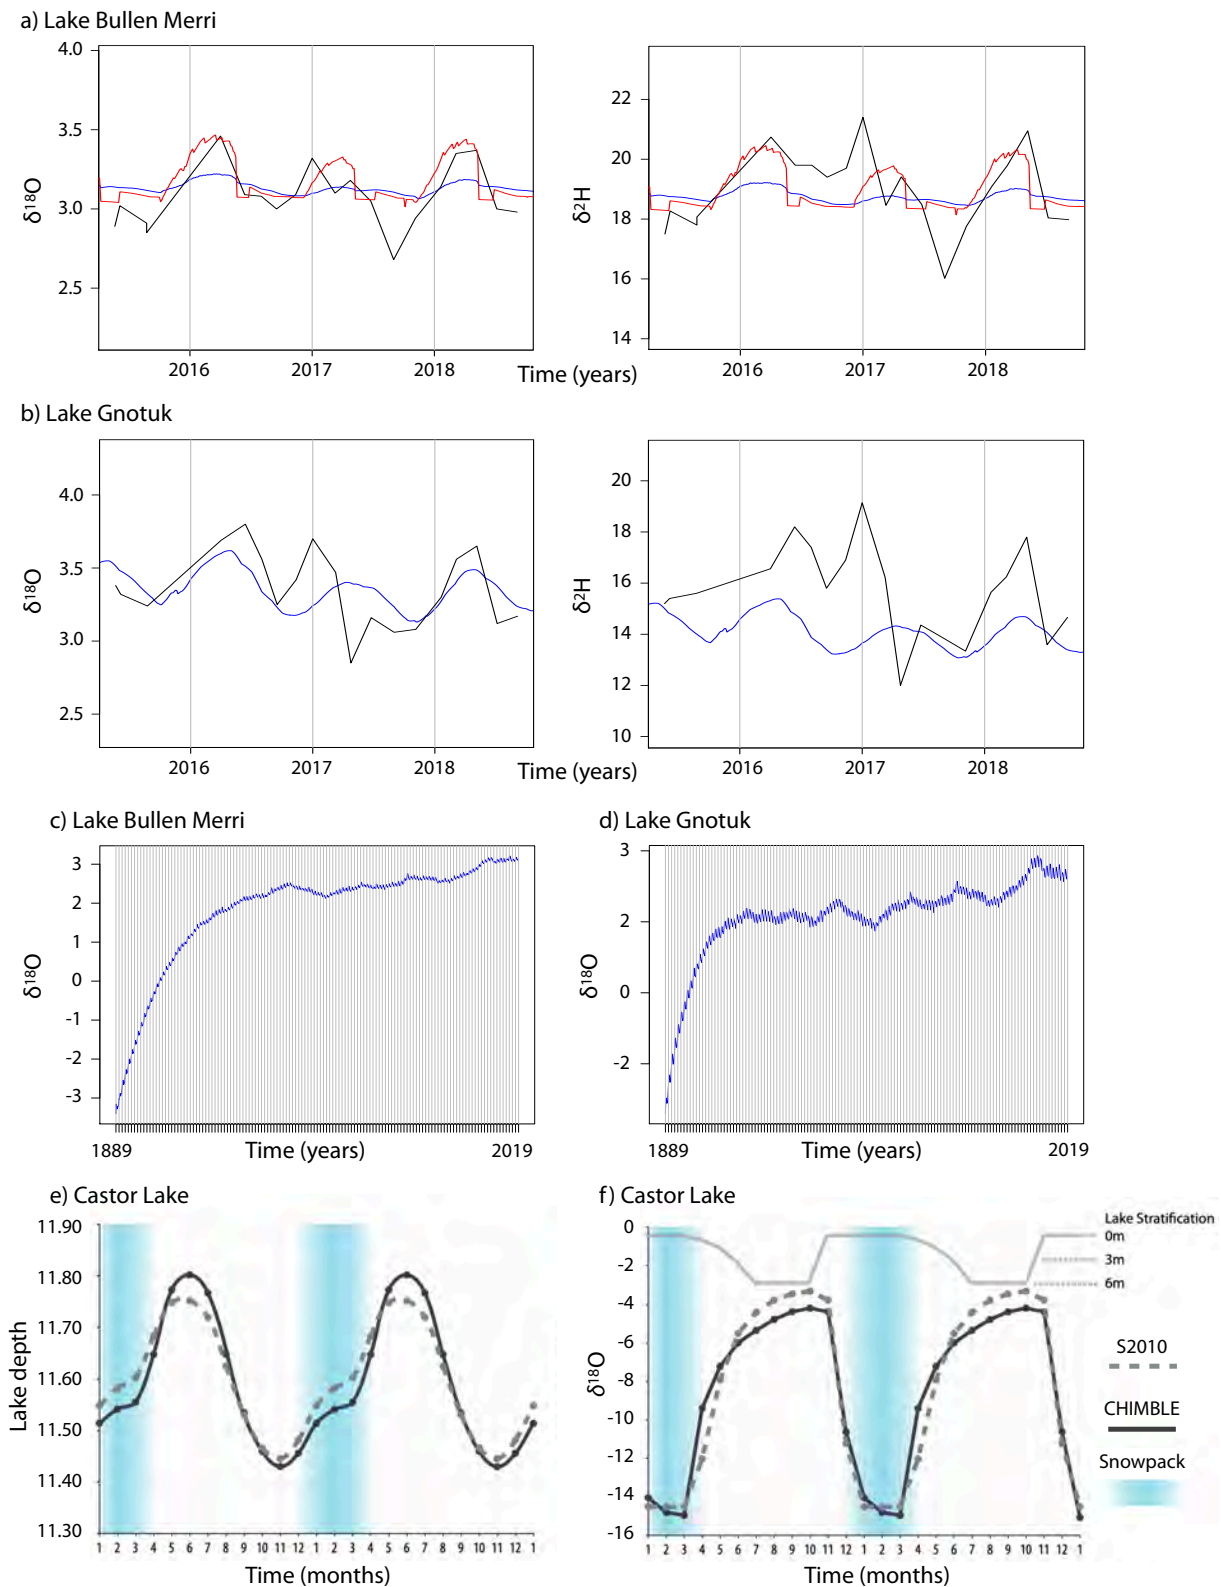 a) Lake Bullen Merri
4.0
3.5
3.0
2.5
δ18O
2016
2017
2018
22
20
18
16
14
δ2H
2016
2017
2018
Time (years)
b) Lake Gnotuk
4.0
3.5
3.0
2.5
δ18O
2016
2017
2018
20
18
16
14
12
10
δ2H
2016
2017
2018
Time (years)
c) Lake Bullen Merri
3
2
1
0
-1
-2
-3
δ18O
1889
Time (years)
2019
d) Lake Gnotuk
3
2
0
-2
δ18O
1889
Time (years)
2019
e) Castor Lake
11.90
11.80
11.70
11.60
11.50
11.40
11.30
Lake depth
1 2 3 4 5 6 7 8 9 10 11 12 1 2 3 4 5 6 7 8 9 10 11 12 1
Time (months)
f) Castor Lake
0
-2
-4
-6
-8
-10
-12
-14
-16
δ18O
1 2 3 4 5 6 7 8 9 10 11 12 1 2 3 4 5 6 7 8 9 10 11 12 1
Time (months)
Lake Stratification
0m
3m
6m
S2010
CHIMBLE
Snowpack